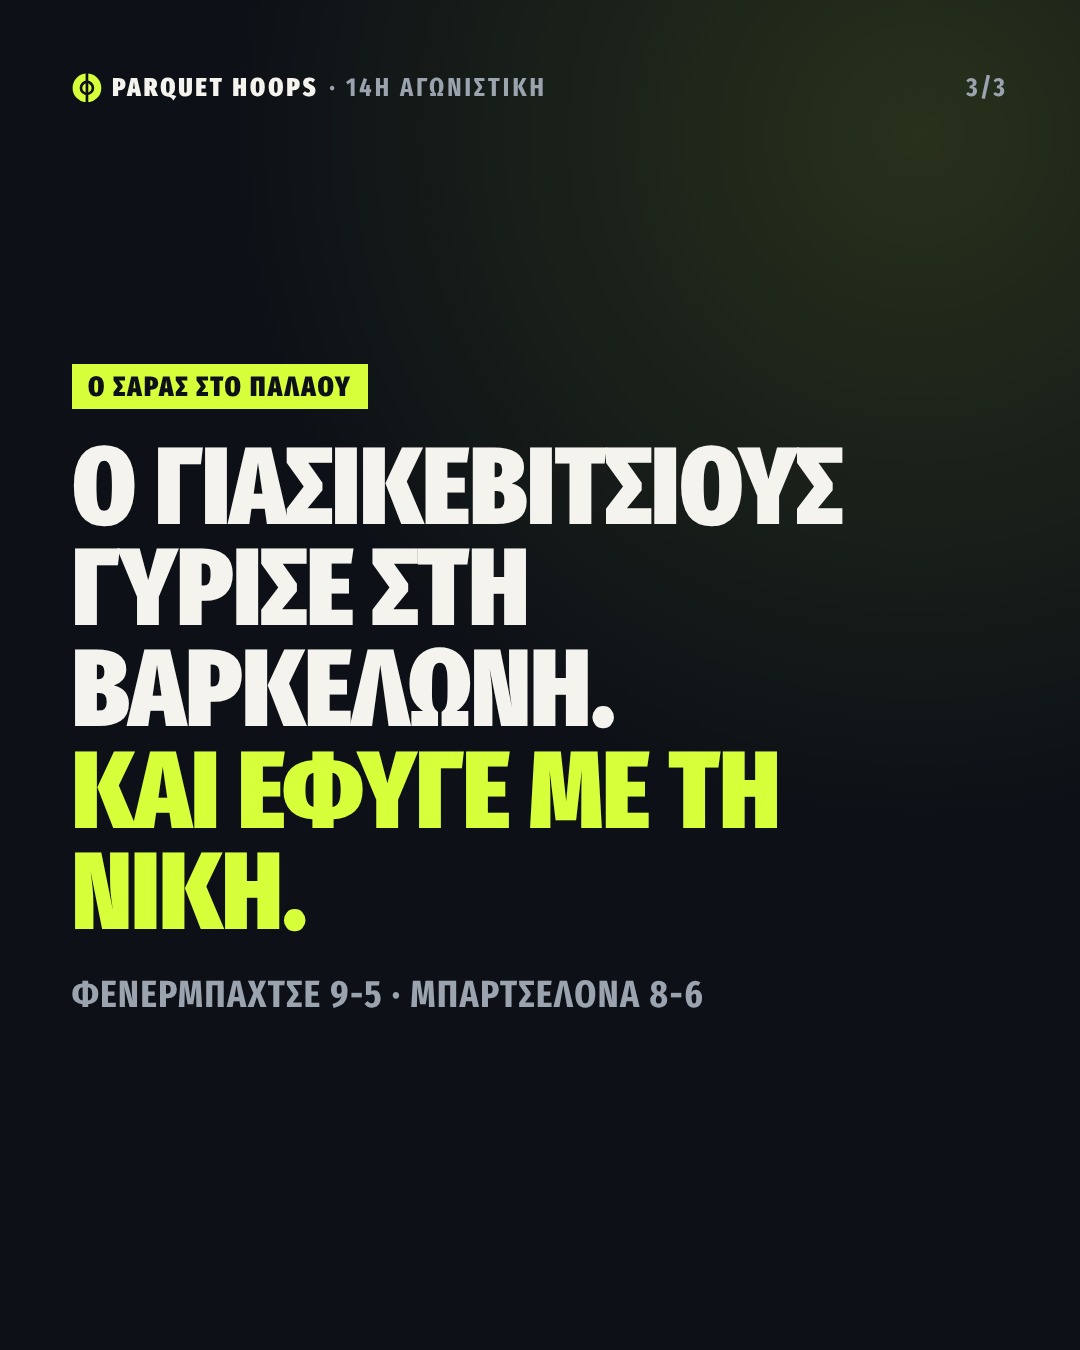 PARQUET HOOPS · 14Η ΑΓΩΝΙΣΤΙΚΗ 3/3
Ο ΣΑΡΑΣ ΣΤΟ ΠΑΛΑΟΥ
Ο ΓΙΑΣΙΚΕΒΙΤΣΙΟΥΣ
ΓΥΡΙΣΕ ΣΤΗ
ΒΑΡΚΕΛΩΝΗ.
ΚΑΙ ΕΦΥΓΕ ΜΕ ΤΗ
ΝΙΚΗ.
ΦΕΝΕΡΜΠΑΧΤΣΕ 9-5 · ΜΠΑΡΤΣΕΛΟΝΑ 8-6